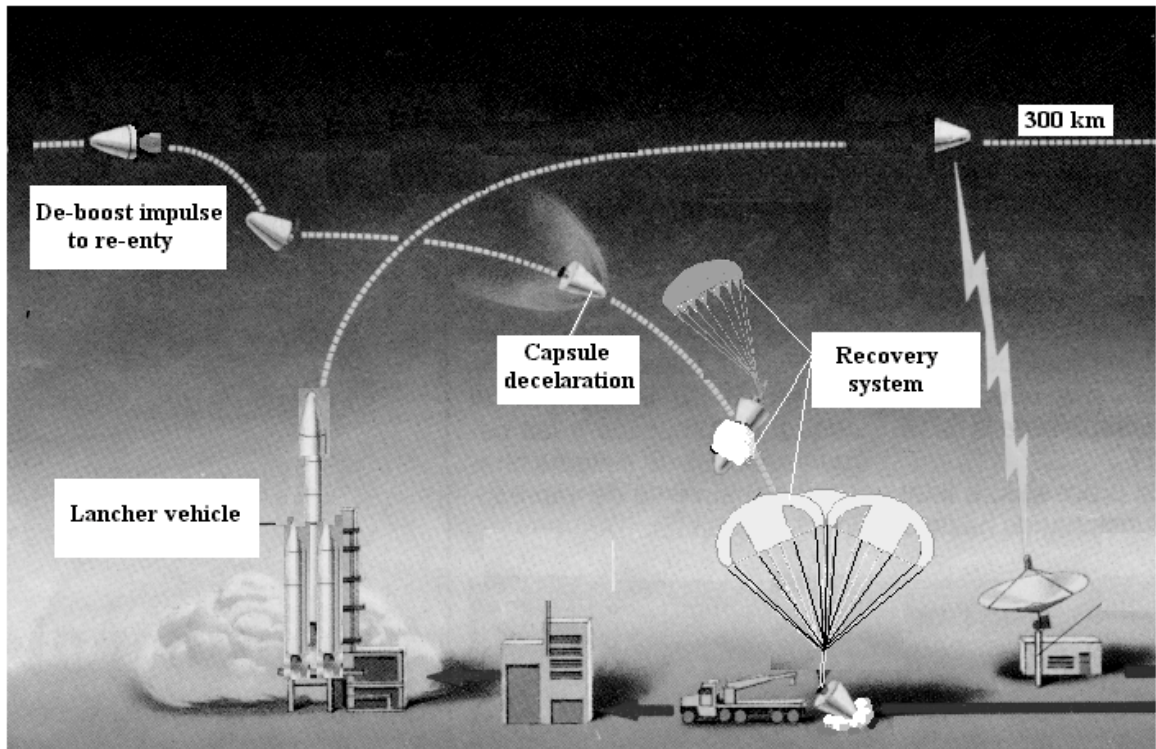 300 km
De-boost impulse
to re-enty
Capsule
decelaration
Recovery
system
Lancher vehicle